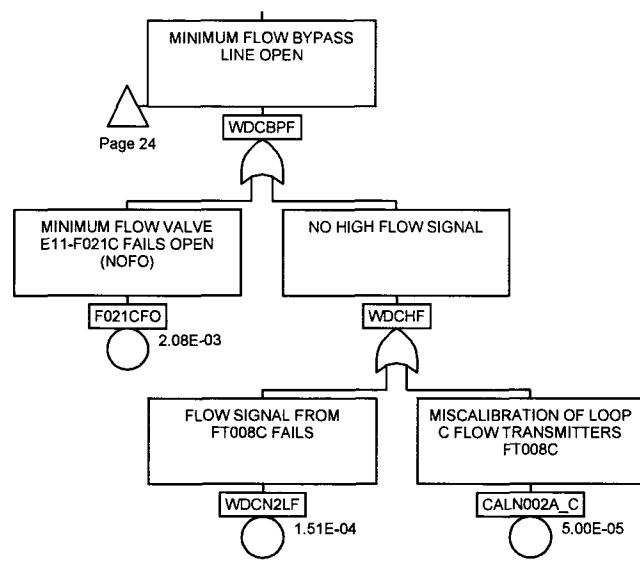 MINIMUM FLOW BYPASS
LINE OPEN
Page 24
WDCBPF
MINIMUM FLOW VALVE
E11-F021C FAILS OPEN
(NOFO)
NO HIGH FLOW SIGNAL
F021CFO
2.08E-03
WDCHF
FLOW SIGNAL FROM
FT008C FAILS
MISCALIBRATION OF LOOP
C FLOW TRANSMITTERS
FT008C
WDCN2LF
1.51E-04
CALN002A_C
5.00E-05